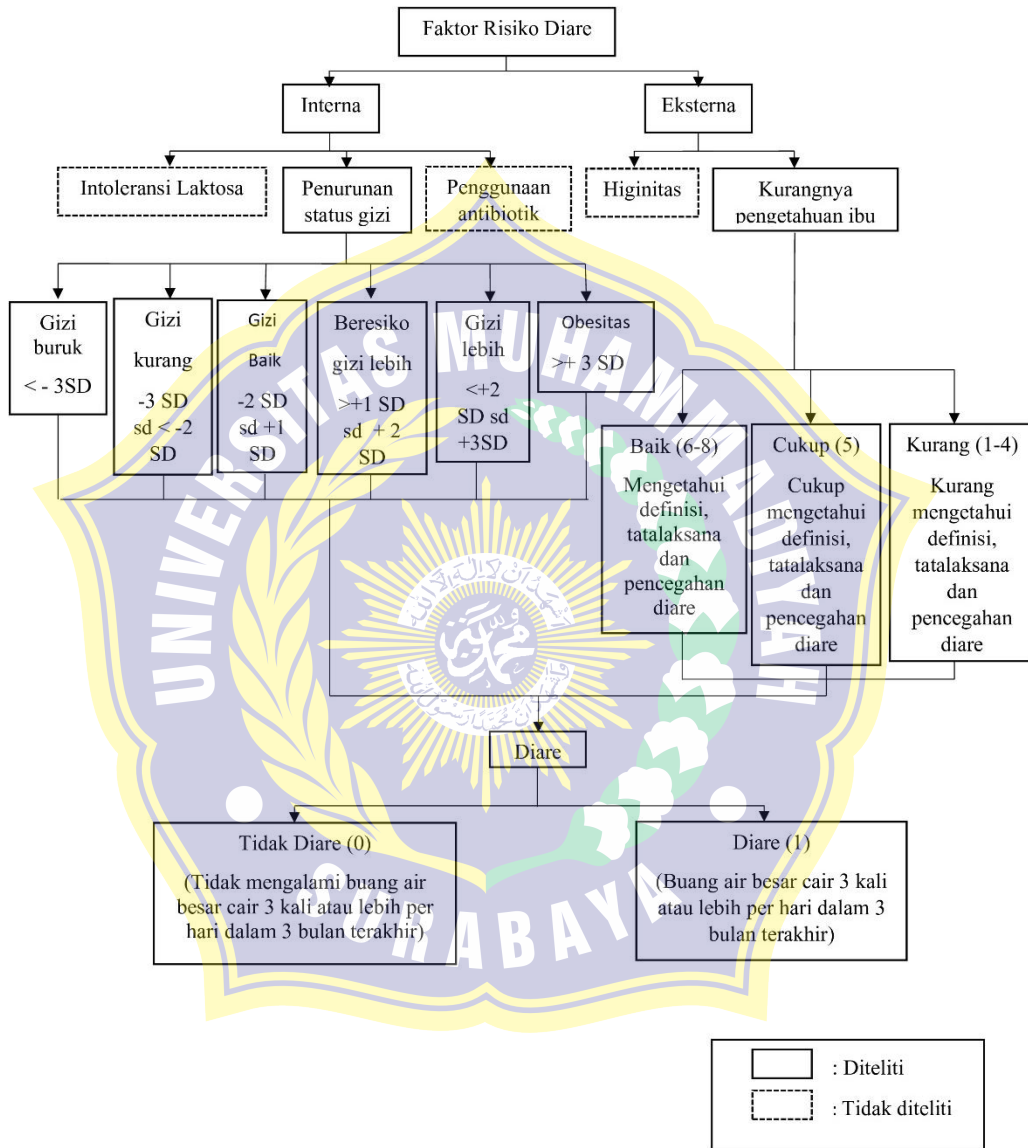 Faktor Risiko Diare
Interna
Eksterna
Intoleransi Laktosa
Penurunan
status gizi
Penggunaan
antibiotik
Higinitas
Kurangnya
pengetahuan ibu
Gizi
buruk
< - 3SD
Gizi
kurang
-3 SD
sd < -2
SD
Gizi
Baik
-2 SD
sd +1
SD
Beresiko
gizi lebih
>+1 SD
sd + 2
SD
Gizi
lebih
<+2
SD sd
+3SD
Obesitas
>+ 3 SD
Baik (6-8)
Mengetahui
definisi,
tatalaksana
dan
pencegahan
diare
Cukup (5)
Cukup
mengetahui
definisi,
tatalaksana
dan
pencegahan
diare
Kurang (1-4)
Kurang
mengetahui
definisi,
tatalaksana
dan
pencegahan
diare
Diare
Tidak Diare (0)
(Tidak mengalami buang air
besar cair 3 kali atau lebih per
hari dalam 3 bulan terakhir)
Diare (1)
(Buang air besar cair 3 kali
atau lebih per hari dalam 3
bulan terakhir)
: Diteliti
: Tidak diteliti
UNIVERSITAS MUHAMMADIYAH
SURABAYA